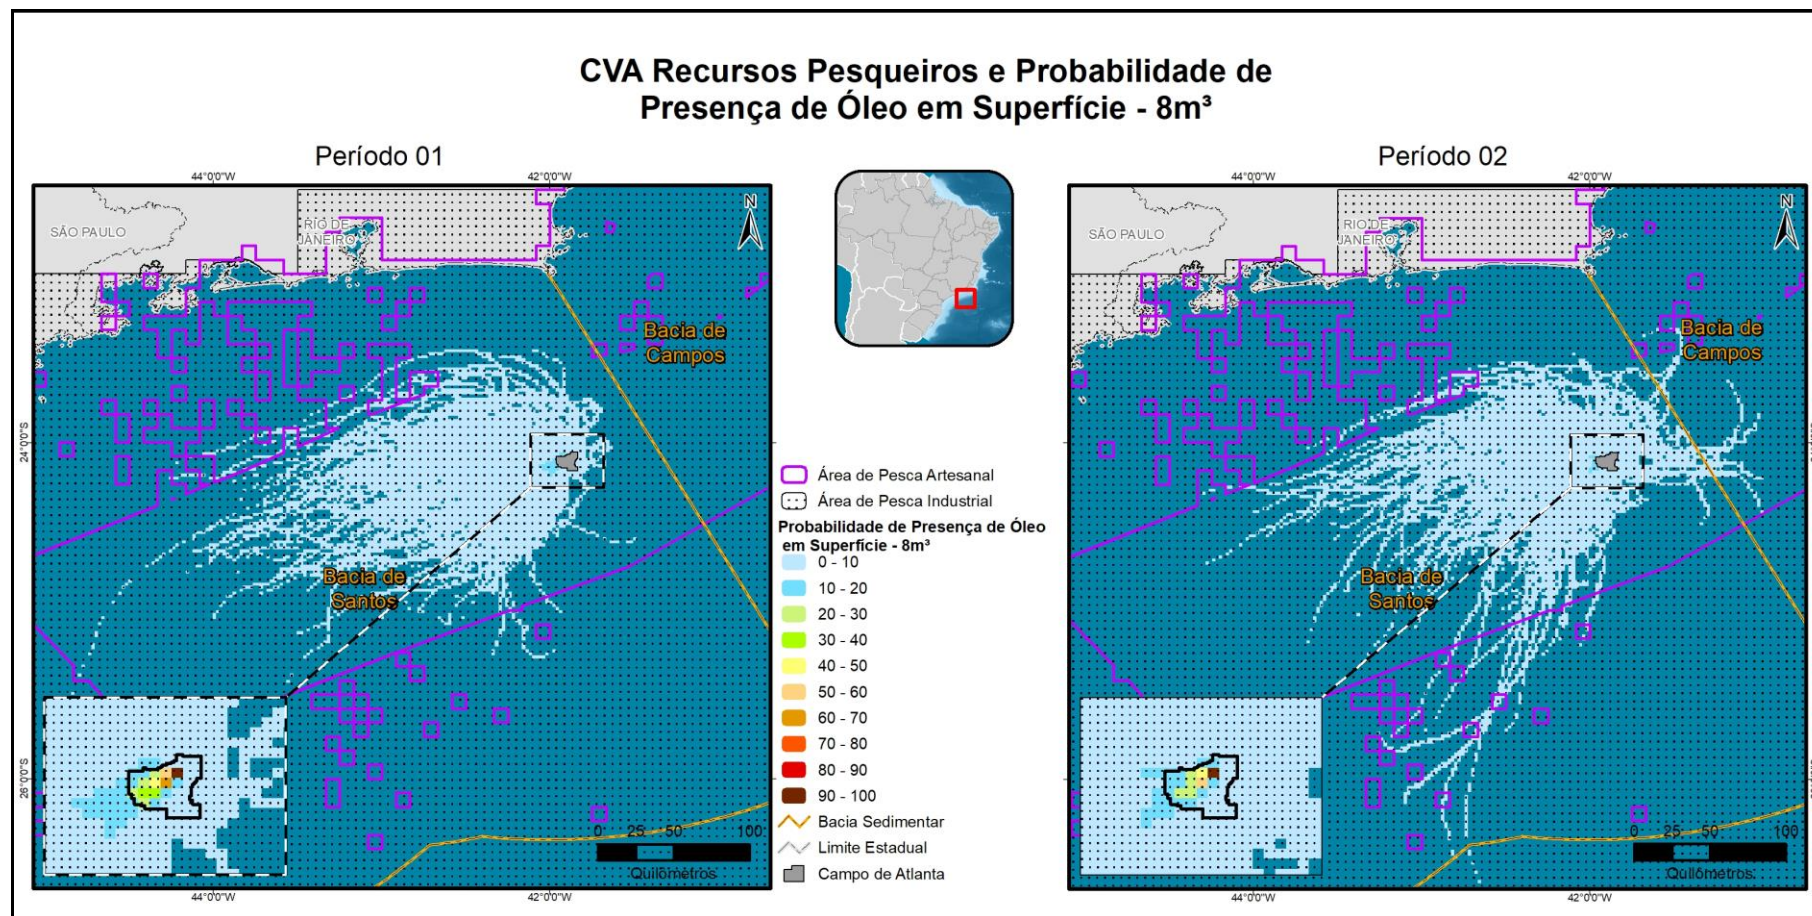 CVA Recursos Pesqueiros e Probabilidade de
Presença de Óleo em Superfície - 8m³
Período 01
44°0'0"W
42°0'0"W
SÃO PAULO
RIO DE
JANEIRO
N
Bacia de
Campos
24°0'0"S
Bacia de
Santos
26°0'0"S
0 25 50 100
Quilômetros
44°0'0"W
42°0'0"W
Área de Pesca Artesanal
Área de Pesca Industrial
Probabilidade de Presença de Óleo
em Superfície - 8m³
0 - 10
10 - 20
20 - 30
30 - 40
40 - 50
50 - 60
60 - 70
70 - 80
80 - 90
90 - 100
Bacia Sedimentar
Limite Estadual
Campo de Atlanta
Período 02
44°0'0"W
42°0'0"W
SÃO PAULO
RIO DE
JANEIRO
N
Bacia de
Campos
Bacia de
Santos
0 25 50 100
Quilômetros
44°0'0"W
42°0'0"W